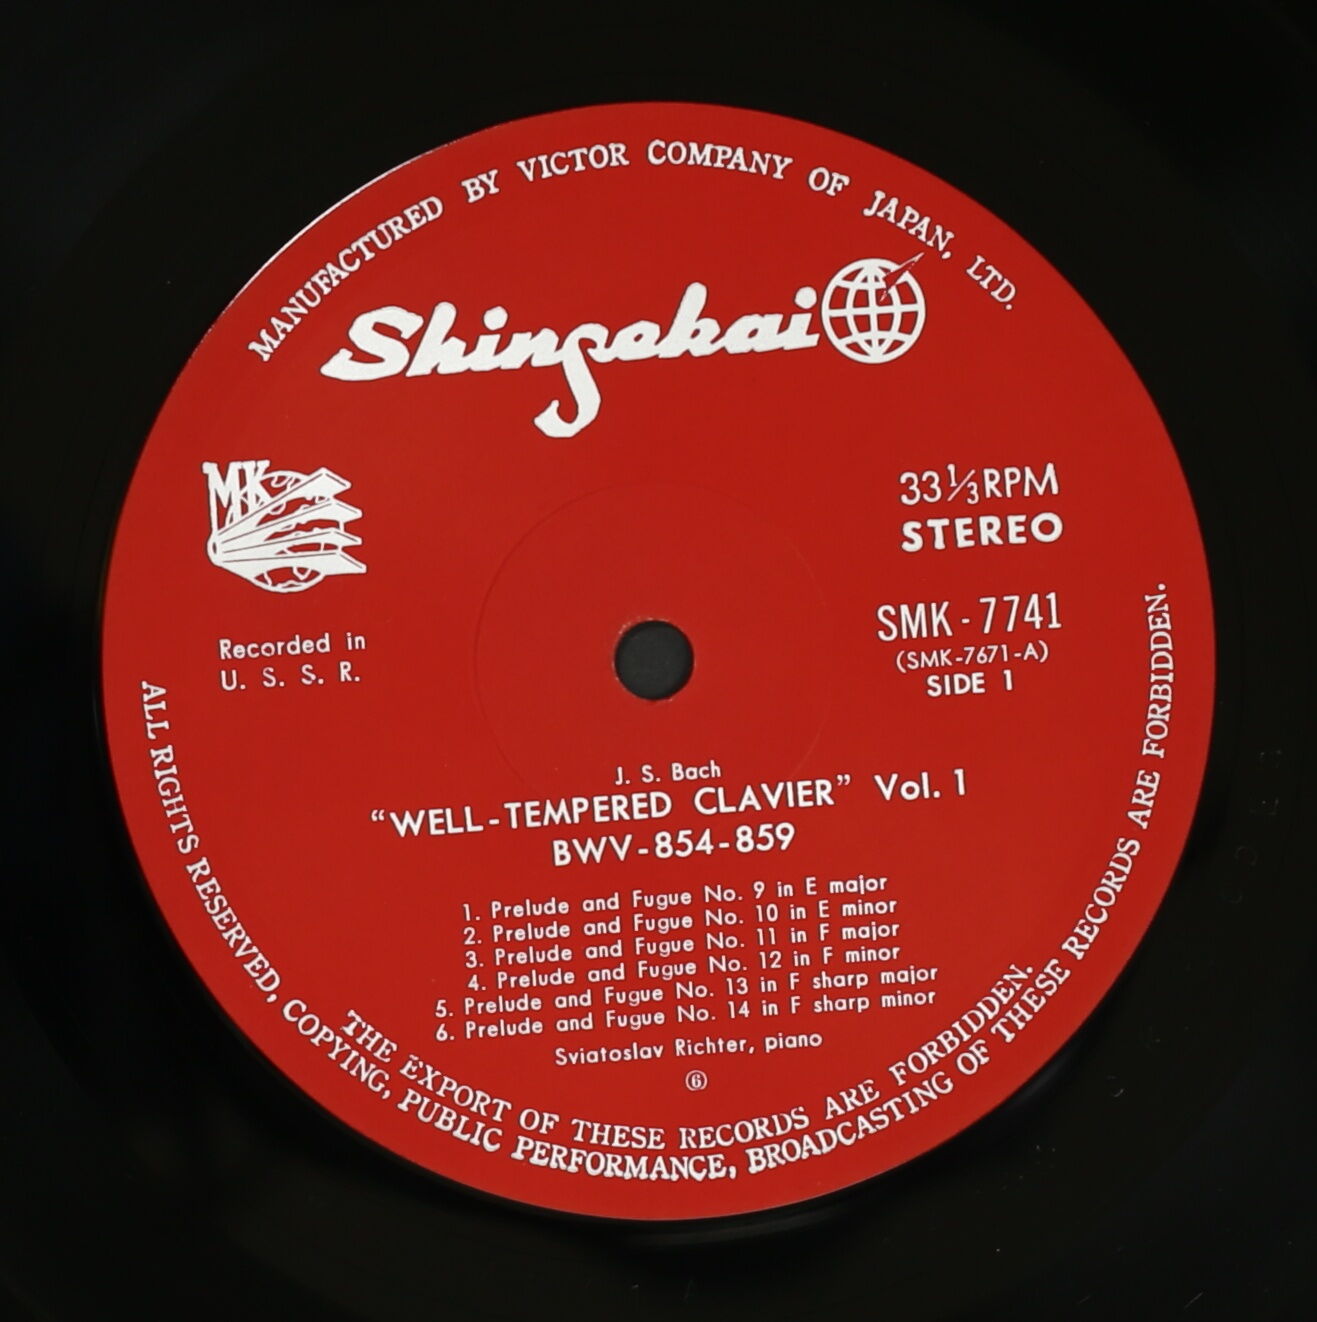 MANUFACTURED BY VICTOR COMPANY OF JAPAN, LTD.
Shinsekai
MK
Recorded in
U. S. S. R.
33 1/3 RPM
STEREO
SMK - 7741
(SMK-7671-A)
SIDE 1
J. S. Bach
“WELL-TEMPERED CLAVIER” Vol. 1
BWV-854-859
1. Prelude and Fugue No. 9 in E major
2. Prelude and Fugue No. 10 in E minor
3. Prelude and Fugue No. 11 in F major
4. Prelude and Fugue No. 12 in F minor
5. Prelude and Fugue No. 13 in F sharp major
6. Prelude and Fugue No. 14 in F sharp minor
Sviatoslav Richter, piano
⑥
THE EXPORT OF THESE RECORDS ARE FORBIDDEN.
ALL RIGHTS RESERVED, COPYING, PUBLIC PERFORMANCE, BROADCASTING OF THESE RECORDS ARE FORBIDDEN.